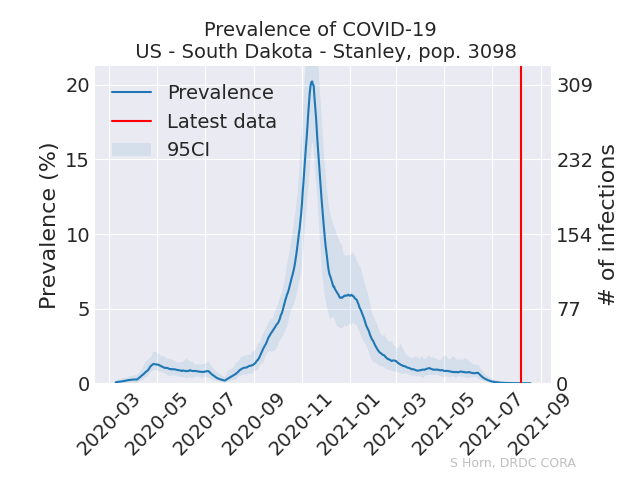 Prevalence of COVID-19
US - South Dakota - Stanley, pop. 3098
Prevalence
Latest data
95CI
Prevalence (%)
20
15
10
5
0
309
232
154
77
0
# of infections
2020-03
2020-05
2020-07
2020-09
2020-11
2021-01
2021-03
2021-05
2021-07
2021-09
S Horn, DRDC CORA